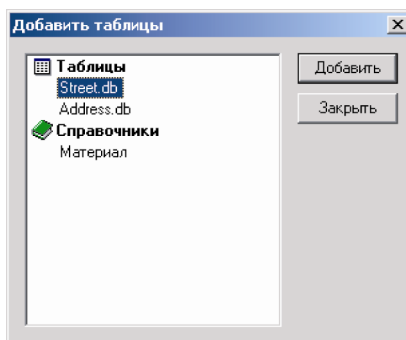 Добавить таблицы
Таблицы
Street.db
Address.db
Справочники
Материал
Добавить
Закрыть